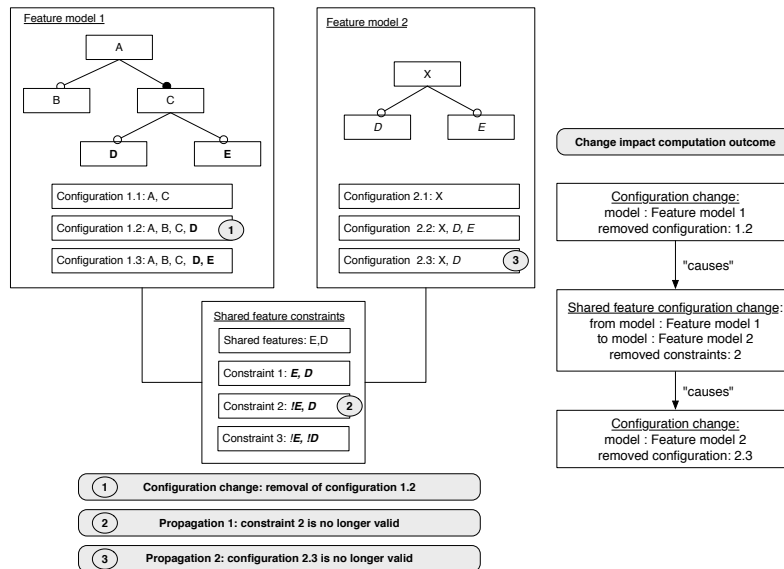 Feature model 1
A
B
C
D
E
Configuration 1.1: A, C
Configuration 1.2: A, B, C, D
1
Configuration 1.3: A, B, C, D, E
Feature model 2
X
D
E
Configuration 2.1: X
Configuration 2.2: X, D, E
Configuration 2.3: X, D
3
Shared feature constraints
Shared features: E,D
Constraint 1: E, D
Constraint 2: !E, D
2
Constraint 3: !E, !D
1
Configuration change: removal of configuration 1.2
2
Propagation 1: constraint 2 is no longer valid
3
Propagation 2: configuration 2.3 is no longer valid
Change impact computation outcome
Configuration change:
model : Feature model 1
removed configuration: 1.2
"causes"
Shared feature configuration change:
from model : Feature model 1
to model : Feature model 2
removed constraints: 2
"causes"
Configuration change:
model : Feature model 2
removed configuration: 2.3